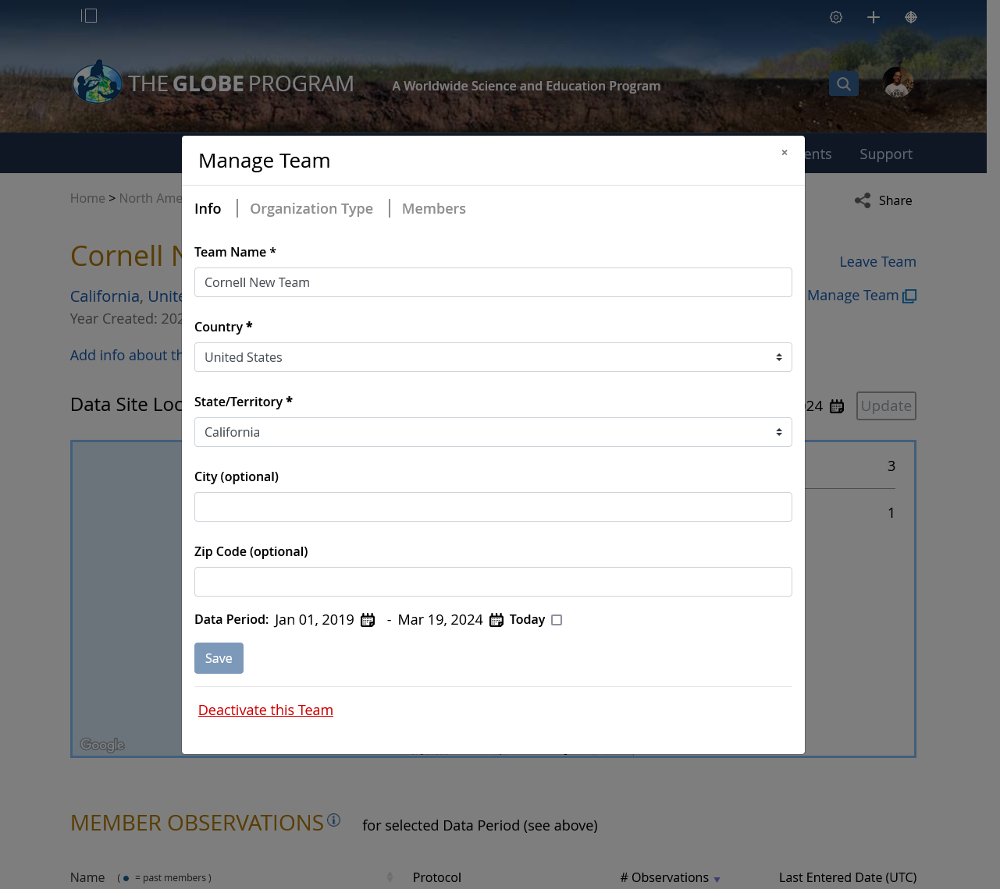 THE GLOBE PROGRAM
A Worldwide Science and Education Program
Support
Manage Team
×
Home > North Ame
Share
Info
Organization Type
Members
Cornell
Team Name *
Leave Team
Cornell New Team
California, Unite
Manage Team
Year Created: 202
Country *
Add info about th
United States
Data Site Loc
State/Territory *
24
Update
California
3
City (optional)
1
Zip Code (optional)
Data Period: Jan 01, 2019 - Mar 19, 2024 Today
Save
Deactivate this Team
Google
MEMBER OBSERVATIONS
for selected Data Period (see above)
Name ( ● = past members )
Protocol
# Observations
Last Entered Date (UTC)